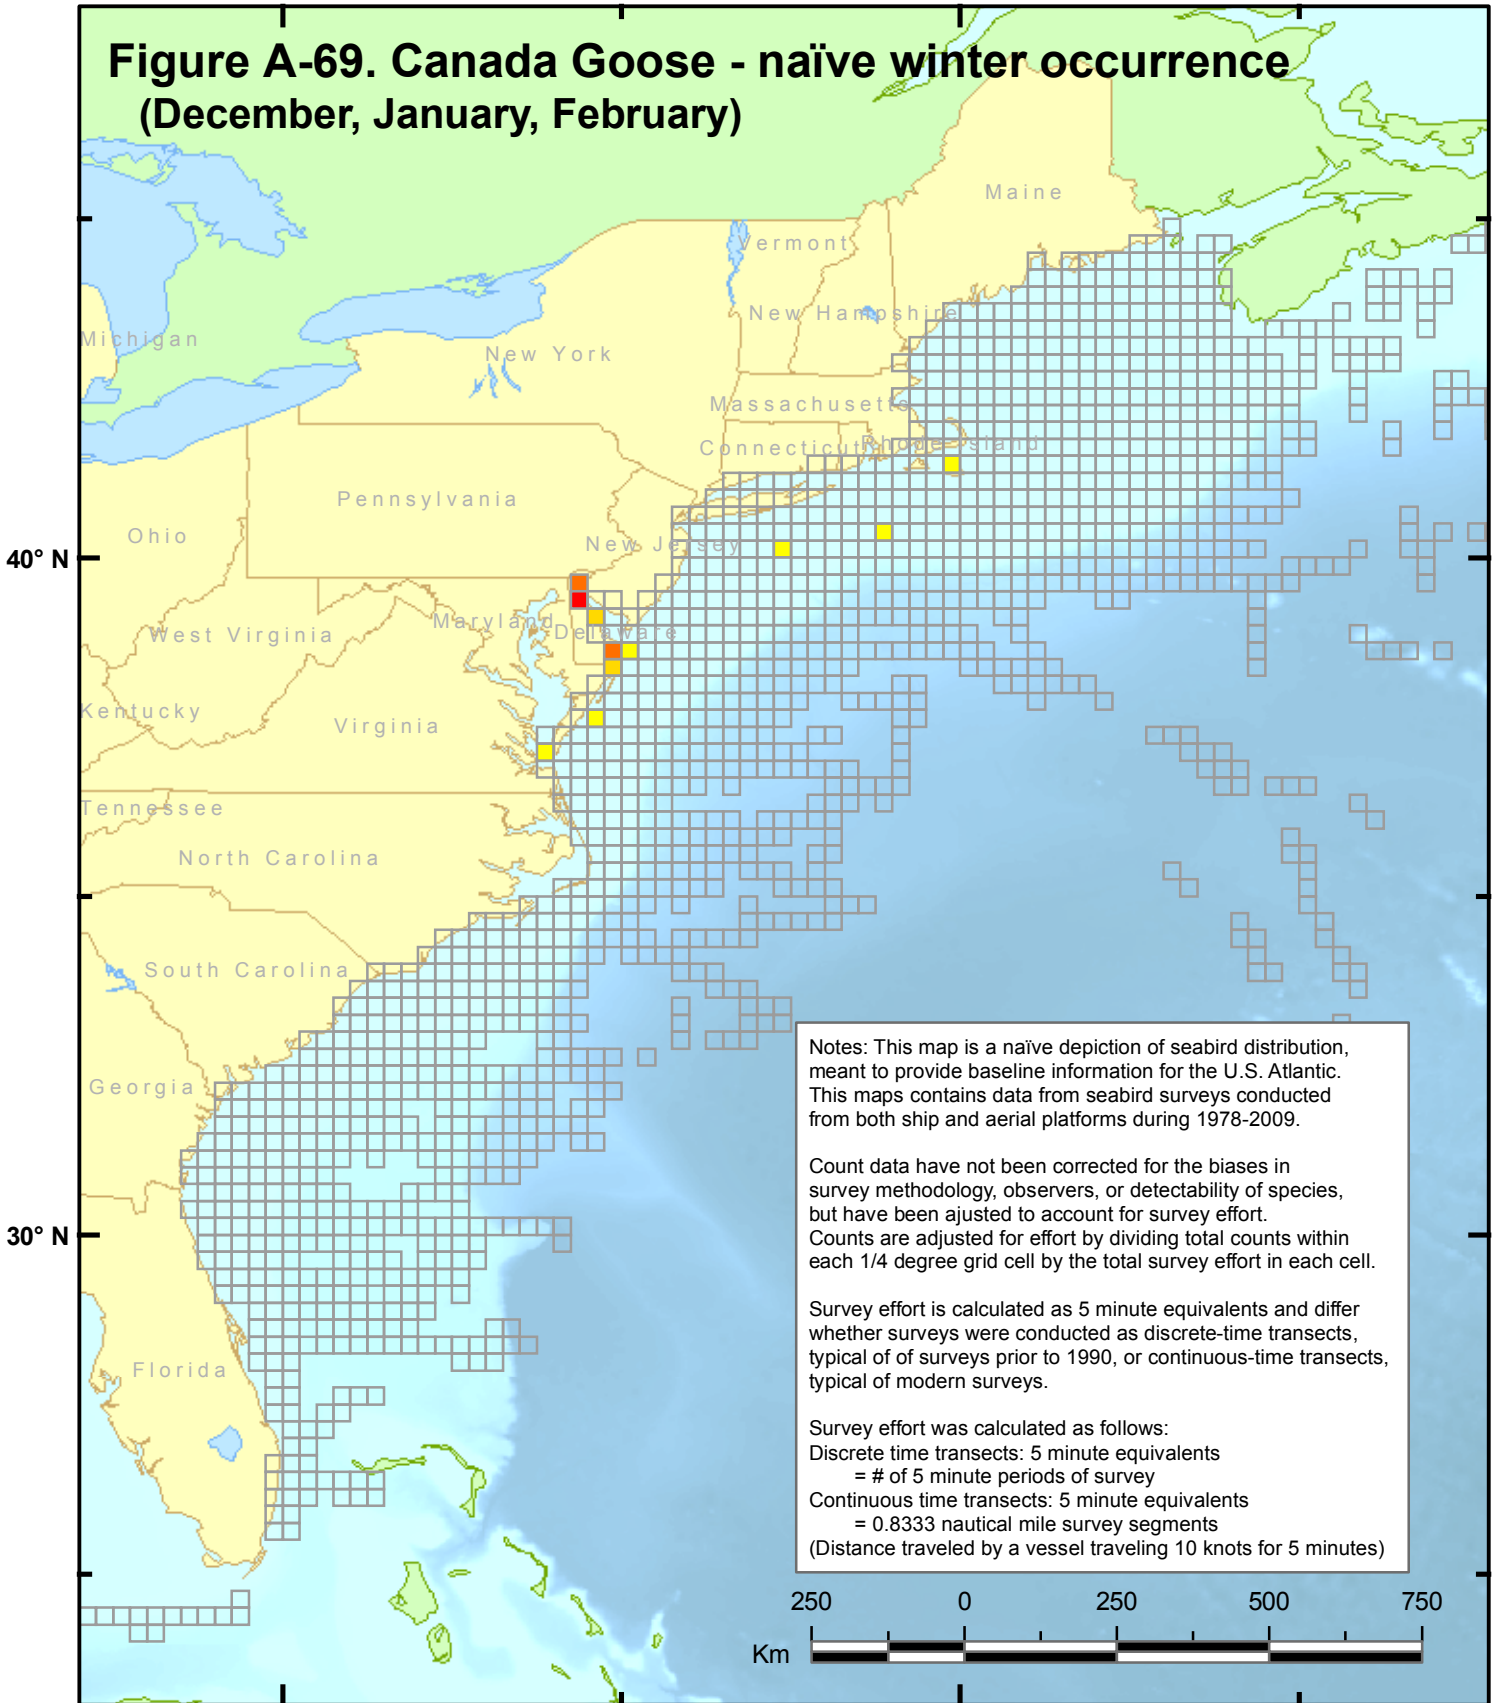 Figure A-69. Canada Goose - naïve winter occurrence
(December, January, February)
Maine
Vermont
New Hampshire
Michigan
New York
Massachusetts
Connecticut
Rhode Island
Pennsylvania
Ohio
New Jersey
40° N
Maryland
Delaware
West Virginia
Kentucky
Virginia
Tennessee
North Carolina
South Carolina
Georgia
30° N
Florida
Notes: This map is a naïve depiction of seabird distribution,
meant to provide baseline information for the U.S. Atlantic.
This maps contains data from seabird surveys conducted
from both ship and aerial platforms during 1978-2009.
Count data have not been corrected for the biases in
survey methodology, observers, or detectability of species,
but have been ajusted to account for survey effort.
Counts are adjusted for effort by dividing total counts within
each 1/4 degree grid cell by the total survey effort in each cell.
Survey effort is calculated as 5 minute equivalents and differ
whether surveys were conducted as discrete-time transects,
typical of of surveys prior to 1990, or continuous-time transects,
typical of modern surveys.
Survey effort was calculated as follows:
Discrete time transects: 5 minute equivalents
= # of 5 minute periods of survey
Continuous time transects: 5 minute equivalents
= 0.8333 nautical mile survey segments
(Distance traveled by a vessel traveling 10 knots for 5 minutes)
250 0 250 500 750
Km